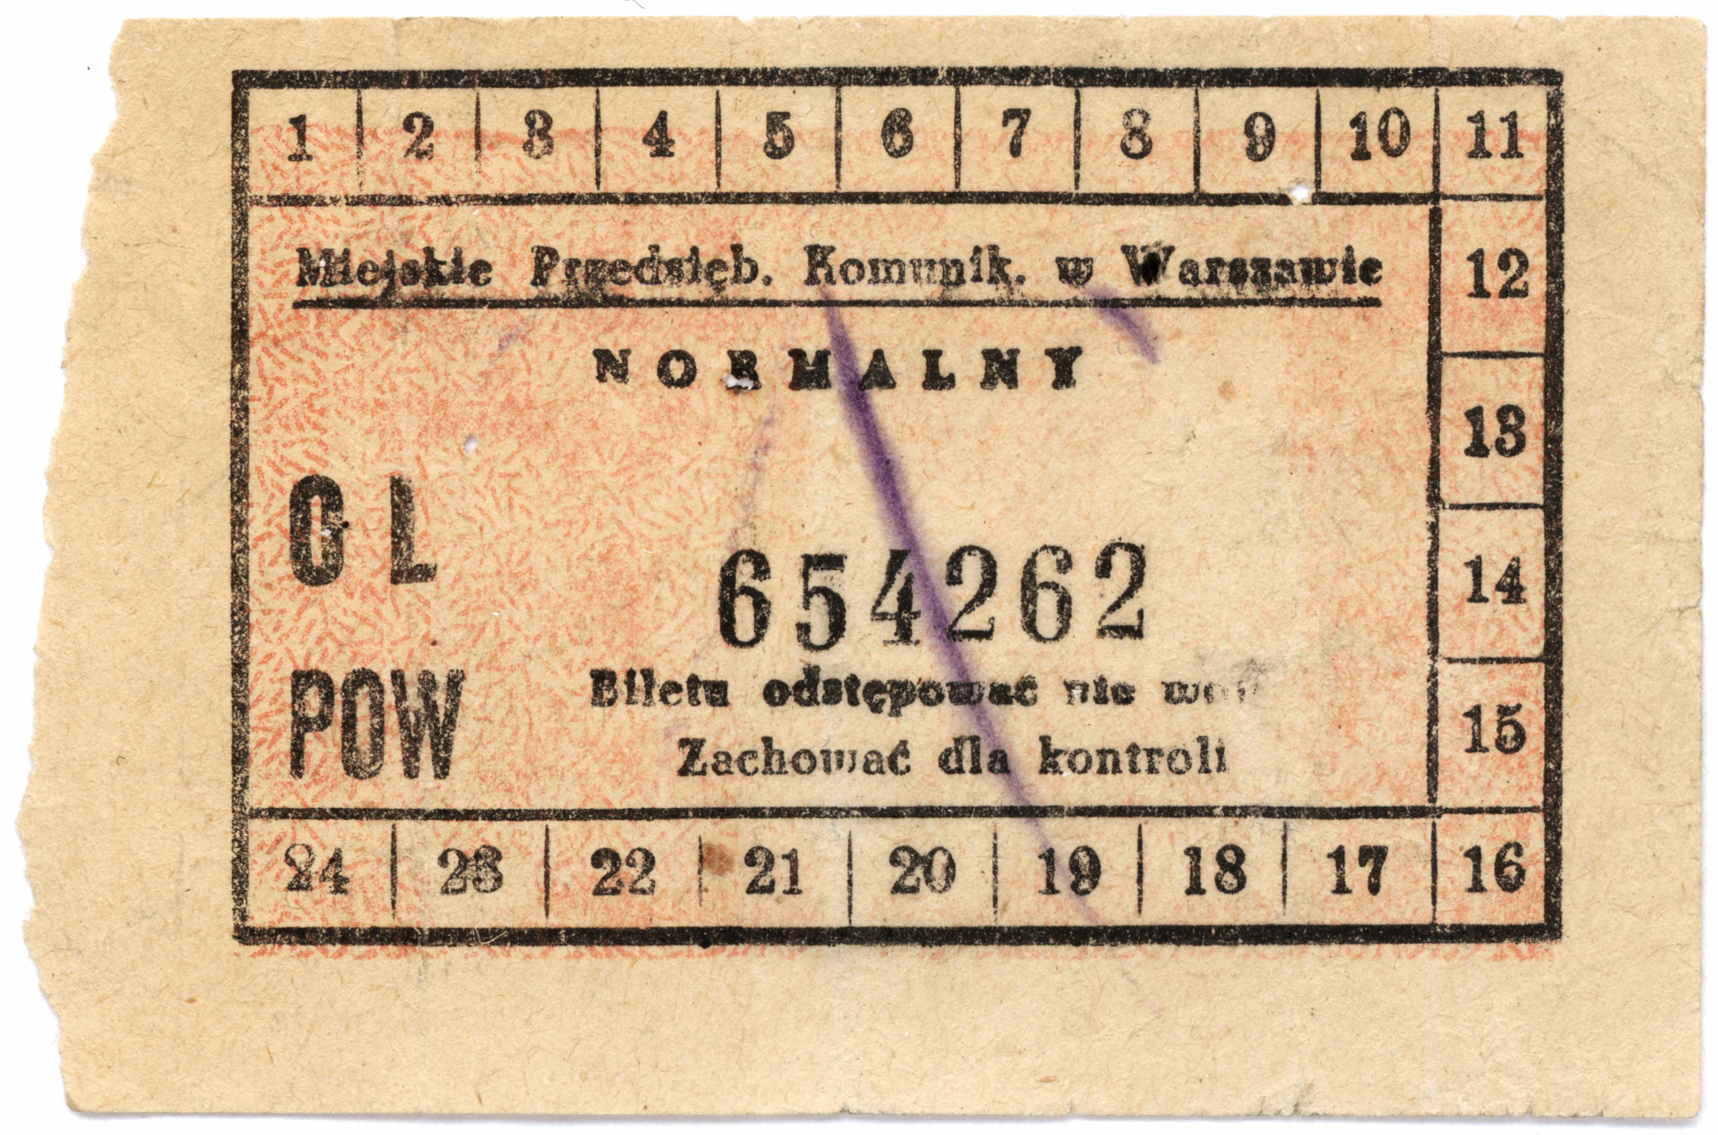 1 2 3 4 5 6 7 8 9 10 11
Miejskie Przedsięb. Komunik. w Warszawie
12
NORMALNY
13
O L
654262
14
POW
Biletu odstępować nie
15
Zachować dla kontroli
24 23 22 21 20 19 18 17 16